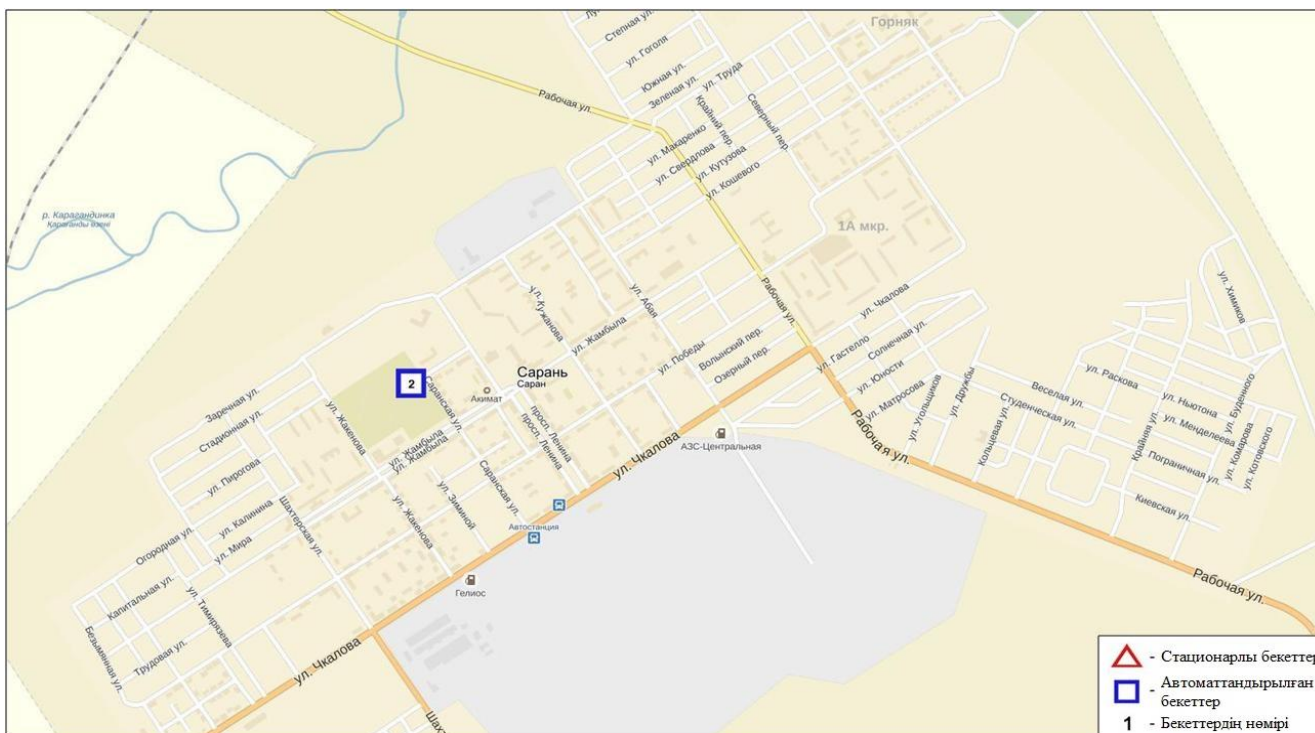 Горняк
Степная ул.
ул. Гоголя
Южная ул.
Зеленая ул.
ул. Труда
Рабочая ул.
Крайний пер.
Северный пер.
ул. Макаренко
ул. Свердлова
ул. Кутузова
ул. Кошевого
р. Карагандинка
Қарағанды өзені
1А мкр.
ул. Химиков
Рабочая ул.
ул. Чкалова
ул. Кужанова
ул. Абая
ул. Жамбыла
ул. Победы
Волынский пер.
Озерный пер.
ул. Гастелло
Солнечная ул.
ул. Юности
ул. Матросова
ул. Угольщиков
ул. Дружбы
Веселая ул.
Студенческая ул.
Кольцевая ул.
ул. Раскова
ул. Ньютона
ул. Буденного
ул. Менделеева
Крайняя ул.
Пограничная ул.
ул. Комарова
ул. Котовского
Киевская ул.
Сарань
Саран
2
Акимат
Саранская ул.
просп. Ленина
просп. Ленина
Заречная ул.
Стадионная ул.
ул. Жакенова
ул. Жамбыла
ул. Жамбыла
АЗС-Центральная
ул. Чкалова
Рабочая ул.
ул. Пирогова
Саранская ул.
ул. Зиминой
ул. Жакенова
Шахтерская ул.
ул. Калинина
ул. Мира
Огородная ул.
Автостанция
Гелиос
Капитальная ул.
ул. Тимирязева
Трудовая ул.
Безымянная ул.
ул. Чкалова
Рабочая ул.
- Стационарлы бекеттер
- Автоматтандырылған
бекеттер
1 - Бекеттердің нөмірі